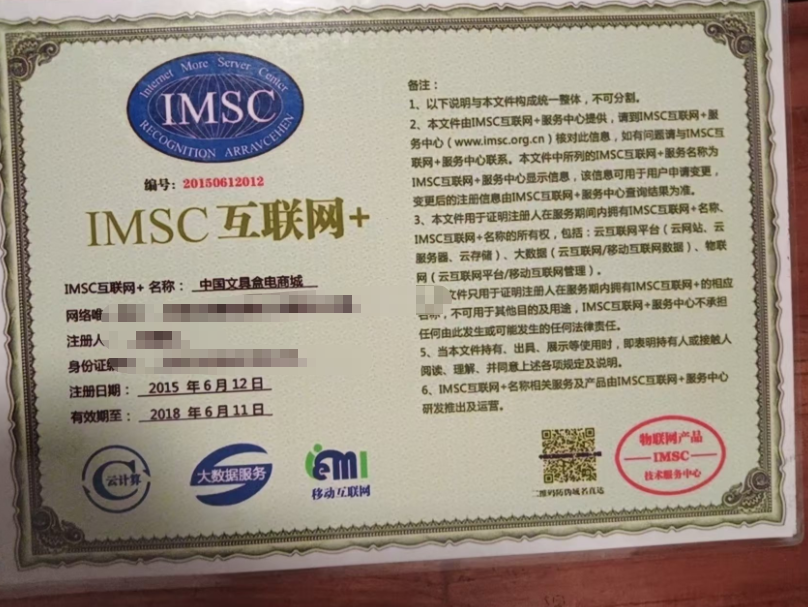 Internet More Server Center
IMSC
RECOGNITION ARRAVCEHEN
编号：20150612012
IMSC 互联网+
IMSC互联网+ 名称： 中国文具盒电商城
网络唯
注册人
身份证
注册日期： 2015 年 6 月 12 日
有效期至： 2018 年 6 月 11 日
云计算
大数据服务
移动互联网
备注：
1、以下说明与本文件构成统一整体，不可分割。
2、本文件由IMSC互联网+服务中心提供，请到IMSC互联网+服
务中心（www.imsc.org.cn）核对此信息，如有问题请与IMSC互
联网+服务中心联系。本文件中所列的IMSC互联网+服务名称为
IMSC互联网+服务中心显示信息，该信息可用于用户申请变更，
变更后的注册信息由IMSC互联网+服务中心查询结果为准。
3、本文件用于证明注册人在服务期间内拥有IMSC互联网+名称、
IMSC互联网+名称的所有权，包括：云互联网平台（云网站、云
服务器、云存储）、大数据（云互联网/移动互联网数据）、物联
网（云互联网平台/移动互联网管理）。
文件只用于证明注册人在服务期内拥有IMSC互联网+的相应
名称，不可用于其他目的及用途，IMSC互联网+服务中心不承担
任何由此发生或可能发生的任何法律责任。
5、当本文件持有、出具、展示等使用时，即表明持有人或接触人
阅读、理解、并同意上述各项规定及说明。
6、IMSC互联网+名称相关服务及产品由IMSC互联网+服务中心
研发推出及运营。
二维码防伪域名直达
物联网产品
IMSC
技术服务中心